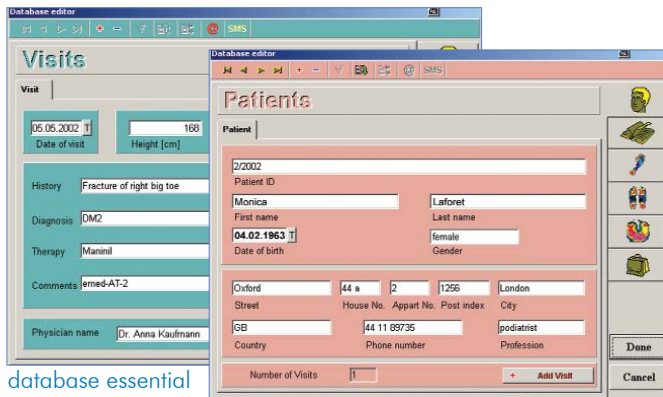 Database editor
SMS
Visits
Visit
05.05.2002 T
168
Date of visit
Height [cm]
History
Fracture of right big toe
Diagnosis
DM2
Therapy
Maninil
Comments
emed-AT-2
Physician name
Dr. Anna Kaufmann
database essential
Database editor
@ SMS
Patients
Patient
2/2002
Patient ID
Monica
Laforet
First name
Last name
04.02.1963 T
female
Date of birth
Gender
Oxford
44 a
2
1256
London
Street
House No.
Appart No.
Post index
City
GB
44 11 89735
podiatrist
Country
Phone number
Profession
Number of Visits
1
+ Add Visit
Done
Cancel